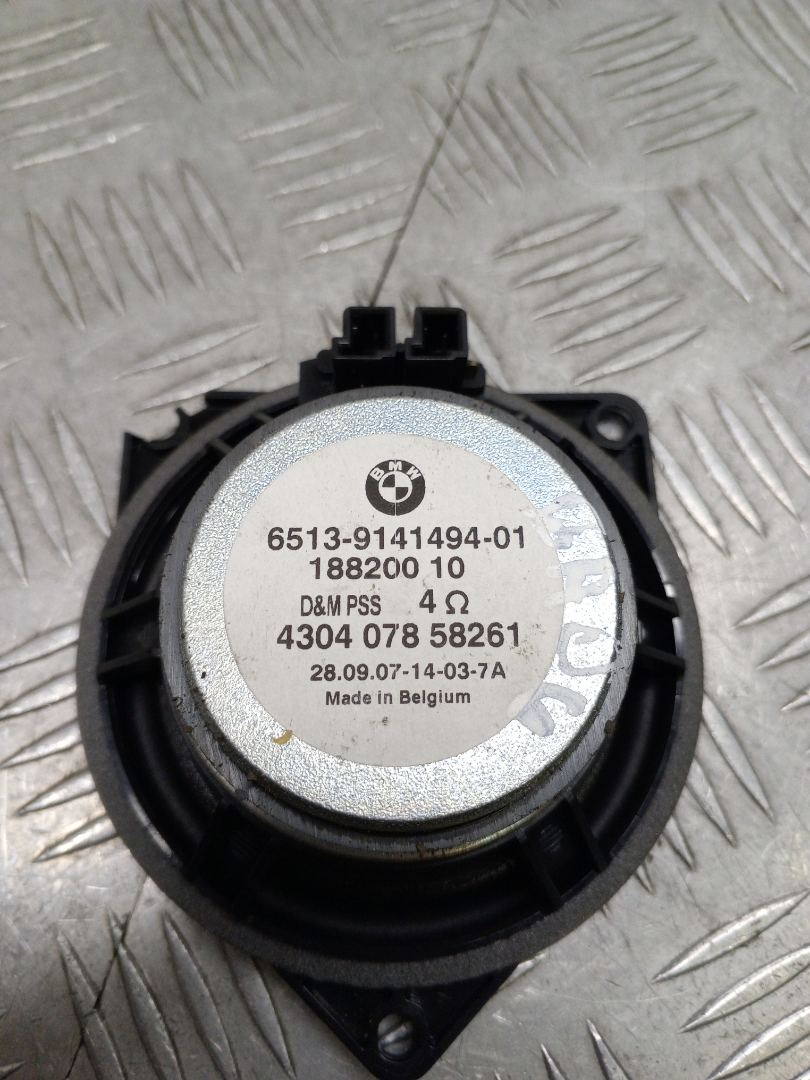 BMW
6513-9141494-01
188200 10
D&M PSS 4 Ω
4304 078 58261
28.09.07-14-03-7A
Made in Belgium